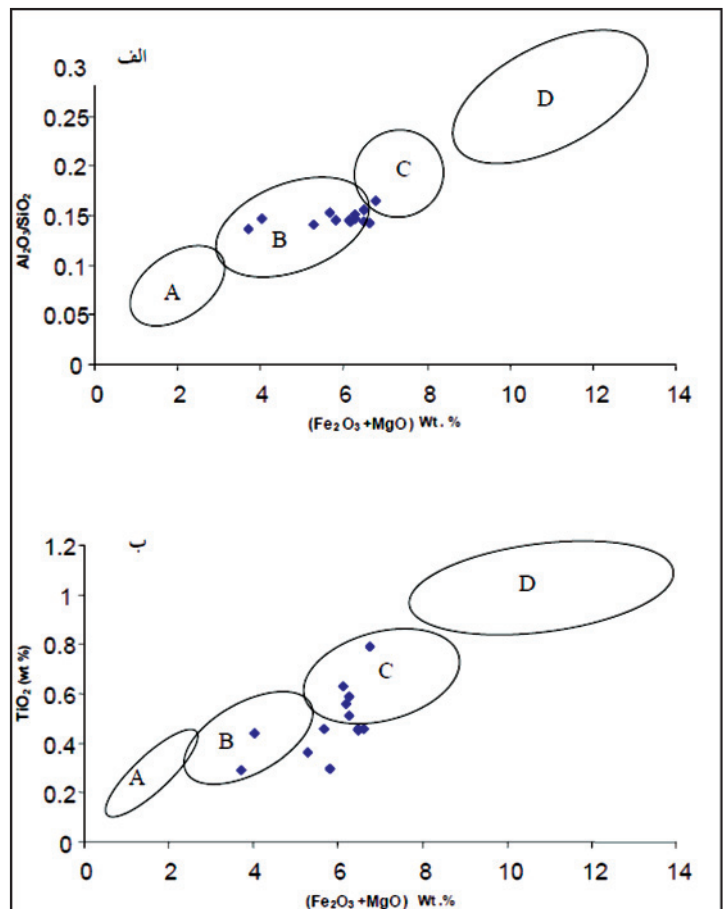 الف
0.3
0.25
0.2
0.15
0.1
0.05
0
Al₂O₃/SiO₂
A
B
C
D
0 2 4 6 8 10 12 14
(Fe₂O₃+MgO) Wt. %
ب
1.2
1
0.8
0.6
0.4
0.2
0
TiO₂ (wt %)
A
B
C
D
0 2 4 6 8 10 12 14
(Fe₂O₃+MgO) Wt.%